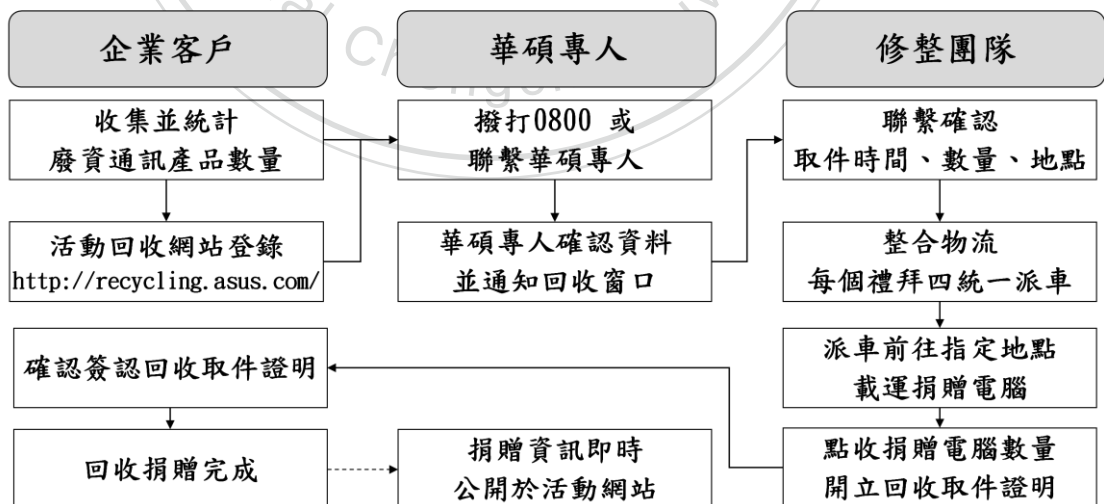 企業客戶
華碩專人
修整團隊
收集並統計
廢資通訊產品數量
撥打0800 或
聯繫華碩專人
聯繫確認
取件時間、數量、地點
活動回收網站登錄
http://recycling.asus.com/
華碩專人確認資料
並通知回收窗口
整合物流
每個禮拜四統一派車
確認簽認回收取件證明
派車前往指定地點
載運捐贈電腦
回收捐贈完成
捐贈資訊即時
公開於活動網站
點收捐贈電腦數量
開立回收取件證明